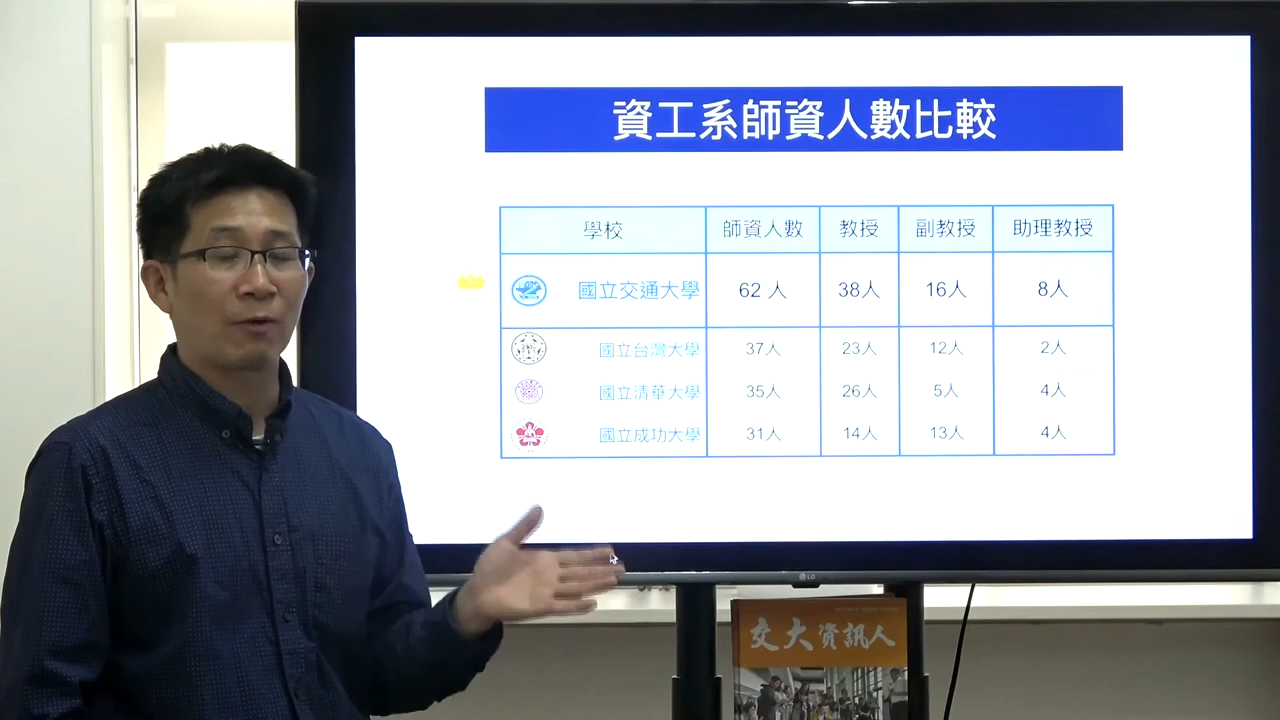 資工系師資人數比較
學校 師資人數 教授 副教授 助理教授
國立交通大學 62 人 38人 16人 8人
國立台灣大學 37人 23人 12人 2人
國立清華大學 35人 26人 5人 4人
國立成功大學 31人 14人 13人 4人
LG
交大資訊人